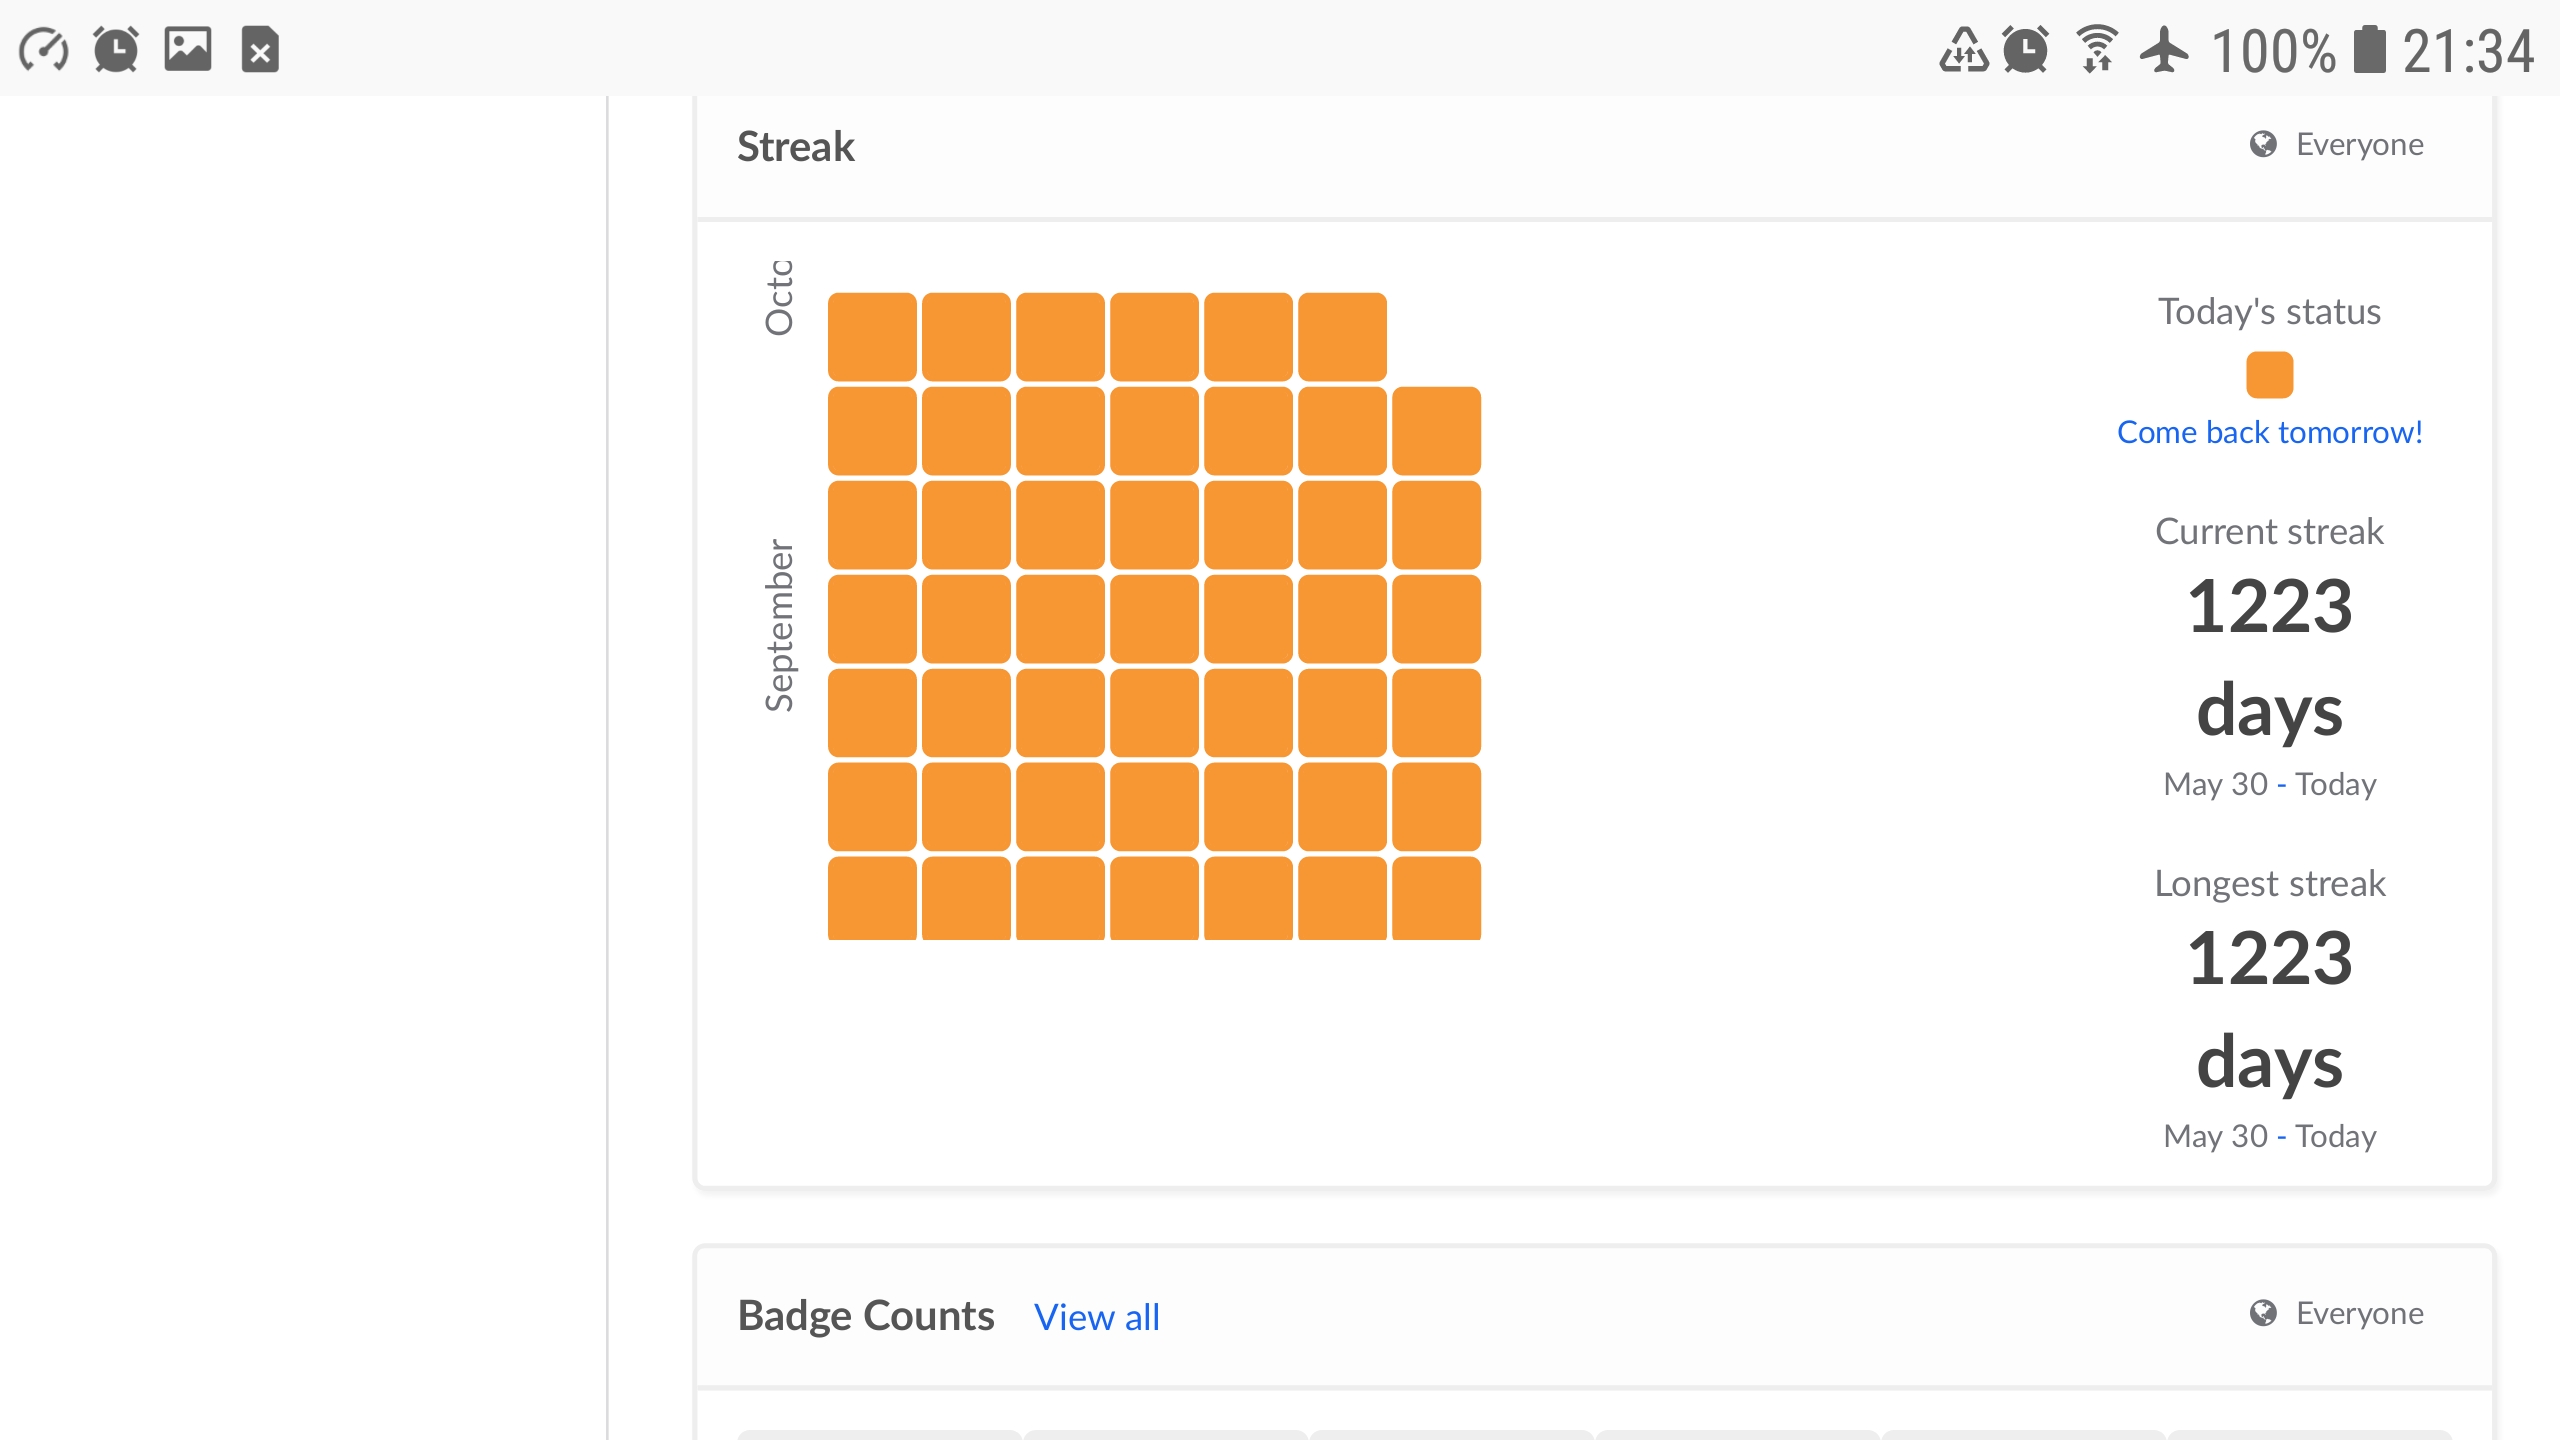 100% 21:34
Streak
Everyone
Octo
September
Today's status
Come back tomorrow!
Current streak
1223
days
May 30 - Today
Longest streak
1223
days
May 30 - Today
Badge Counts View all
Everyone